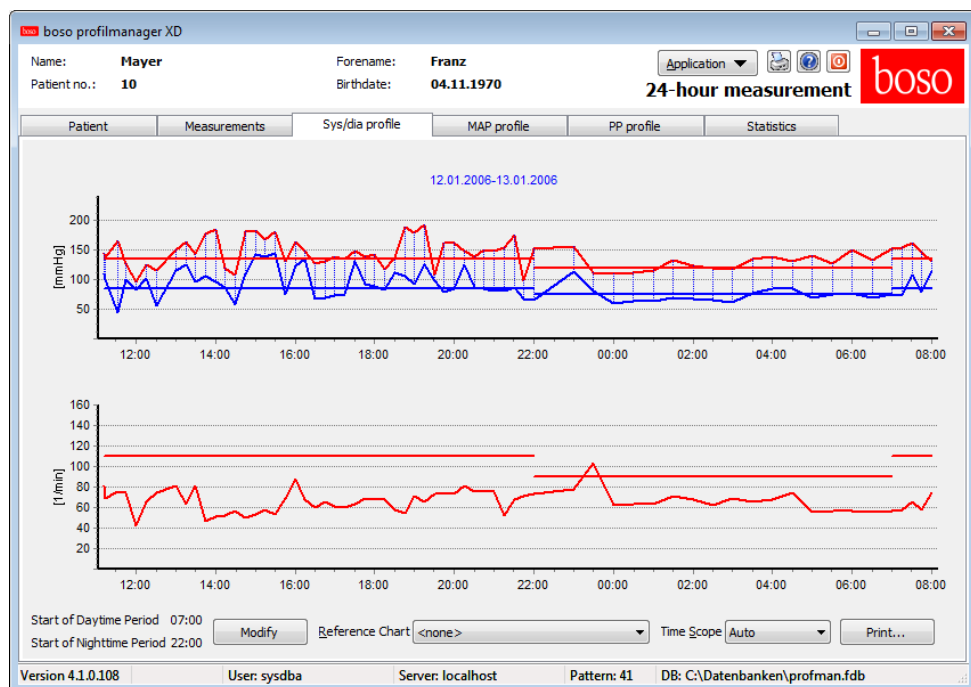 boso boso profilmanager XD
Name: Mayer Forename: Franz Application
Patient no.: 10 Birthdate: 04.11.1970 24-hour measurement boso
Patient Measurements Sys/dia profile MAP profile PP profile Statistics
12.01.2006-13.01.2006
[mmHg]
200
150
100
50
12:00 14:00 16:00 18:00 20:00 22:00 00:00 02:00 04:00 06:00 08:00
[1/min]
160
140
120
100
80
60
40
20
12:00 14:00 16:00 18:00 20:00 22:00 00:00 02:00 04:00 06:00 08:00
Start of Daytime Period 07:00
Start of Nighttime Period 22:00
Modify Reference Chart <none> Time Scope Auto Print...
Version 4.1.0.108 User: sysdba Server: localhost Pattern: 41 DB: C:\Datenbanken\profman.fdb